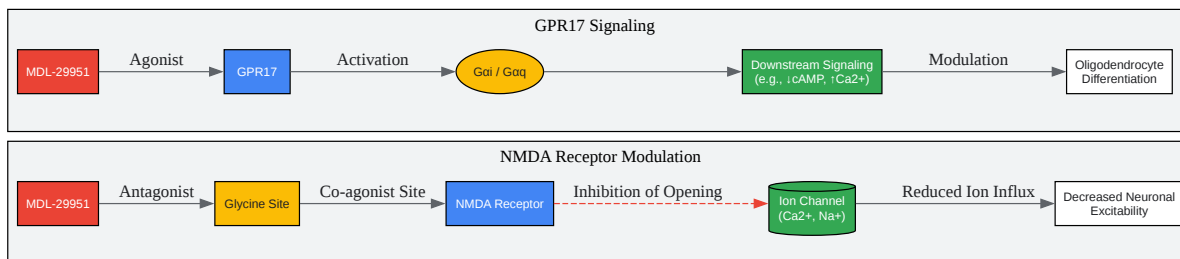 GPR17 Signaling
MDL-29951
Agonist
GPR17
Activation
Gαi / Gαq
Downstream Signaling
(e.g., ↓cAMP, ↑Ca2+)
Modulation
Oligodendrocyte
Differentiation
NMDA Receptor Modulation
MDL-29951
Antagonist
Glycine Site
Co-agonist Site
NMDA Receptor
Inhibition of Opening
Ion Channel
(Ca2+, Na+)
Reduced Ion Influx
Decreased Neuronal
Excitability